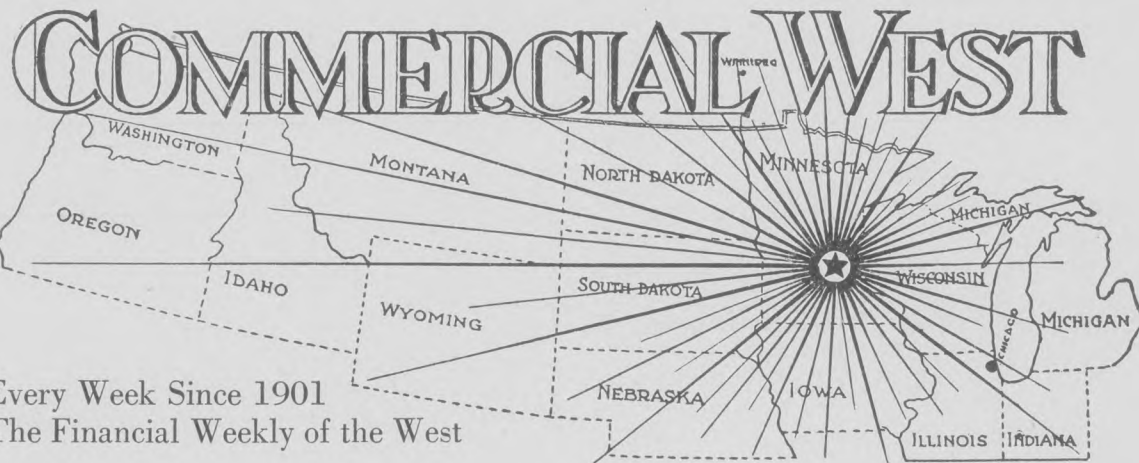 COMMERCIAL WEST
WINNIPEG
WASHINGTON
MONTANA
NORTH DAKOTA
MINNESOTA
OREGON
MICHIGAN
IDAHO
SOUTH DAKOTA
WISCONSIN
WYOMING
MICHIGAN
CHICAGO
NEBRASKA
IOWA
ILLINOIS
INDIANA
Every Week Since 1901
The Financial Weekly of the West